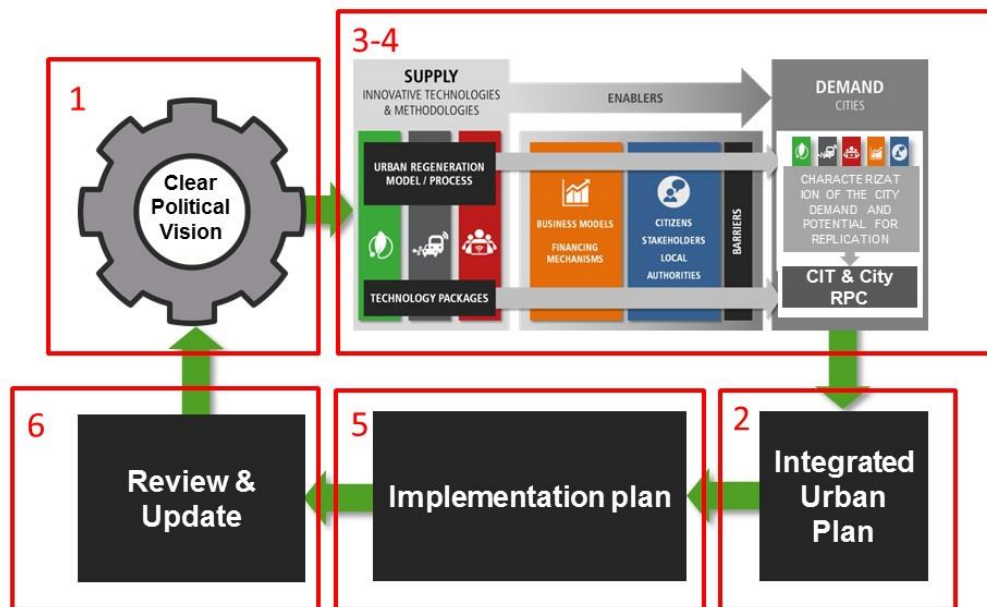 1
Clear
Political
Vision
3-4
SUPPLY
INNOVATIVE TECHNOLOGIES
& METHODOLOGIES
URBAN REGENERATION
MODEL / PROCESS
TECHNOLOGY PACKAGES
ENABLERS
BUSINESS MODELS
FINANCING
MECHANISMS
CITIZENS
STAKEHOLDERS
LOCAL
AUTHORITIES
BARRIERS
DEMAND
CITIES
CHARACTERIZAT
ION OF THE CITY
DEMAND AND
POTENTIAL FOR
REPLICATION
CIT & City
RPC
6
Review &
Update
5
Implementation plan
2
Integrated
Urban
Plan